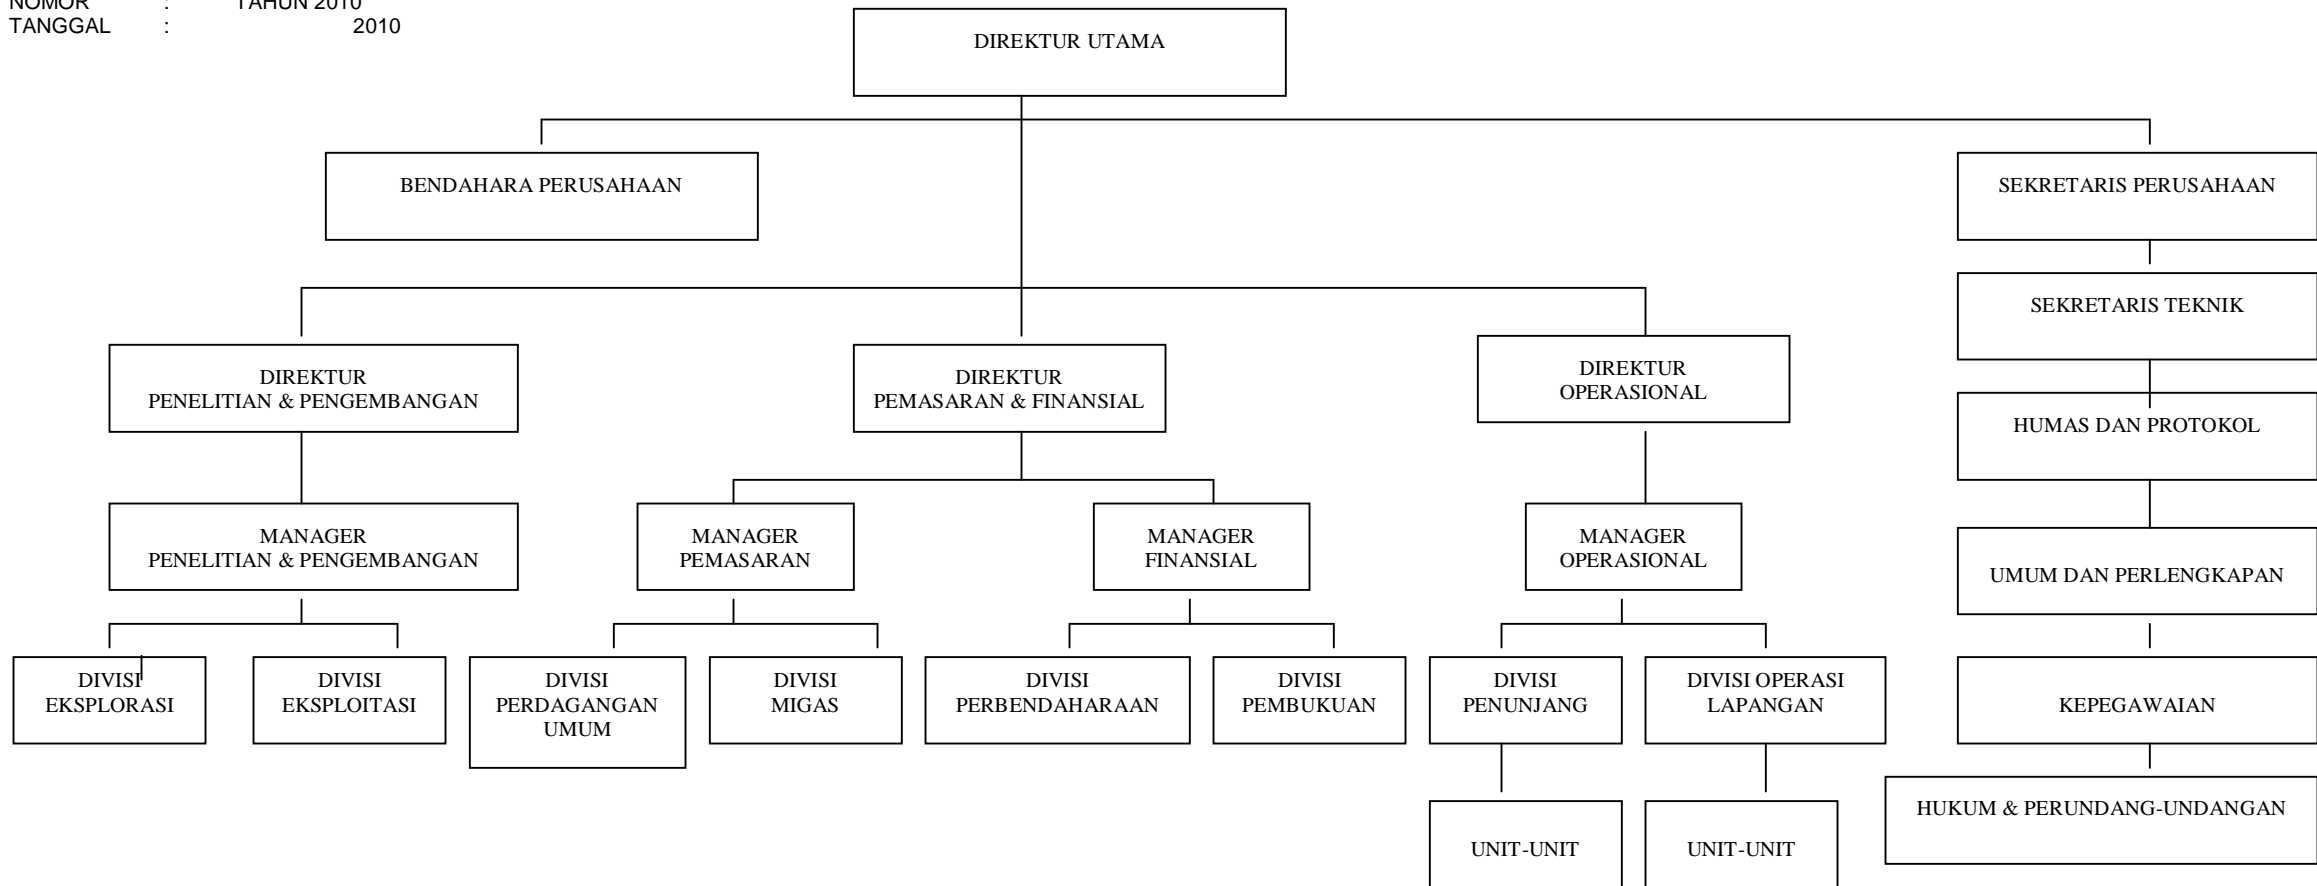 NOMOR : TAHUN 2010
TANGGAL : 2010
DIREKTUR UTAMA
BENDAHARA PERUSAHAAN
SEKRETARIS PERUSAHAAN
SEKRETARIS TEKNIK
DIREKTUR
PENELITIAN & PENGEMBANGAN
DIREKTUR
PEMASARAN & FINANSIAL
DIREKTUR
OPERASIONAL
HUMAS DAN PROTOKOL
MANAGER
PENELITIAN & PENGEMBANGAN
MANAGER
PEMASARAN
MANAGER
FINANSIAL
MANAGER
OPERASIONAL
UMUM DAN PERLENGKAPAN
DIVISI
EKSPLORASI
DIVISI
EKSPLOITASI
DIVISI
PERDAGANGAN
UMUM
DIVISI
MIGAS
DIVISI
PERBENDAHARAAN
DIVISI
PEMBUKUAN
DIVISI
PENUNJANG
DIVISI OPERASI
LAPANGAN
KEPEGAWAIAN
HUKUM & PERUNDANG-UNDANGAN
UNIT-UNIT
UNIT-UNIT